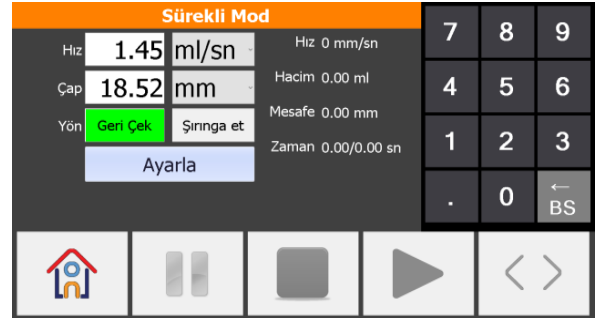 Sürekli Mod
Hız 1.45 ml/sn
Çap 18.52 mm
Yön Geri Çek Şırınga et
Ayarla
Hız 0 mm/sn
Hacim 0.00 ml
Mesafe 0.00 mm
Zaman 0.00/0.00 sn
7 8 9
4 5 6
1 2 3
. 0 ← BS